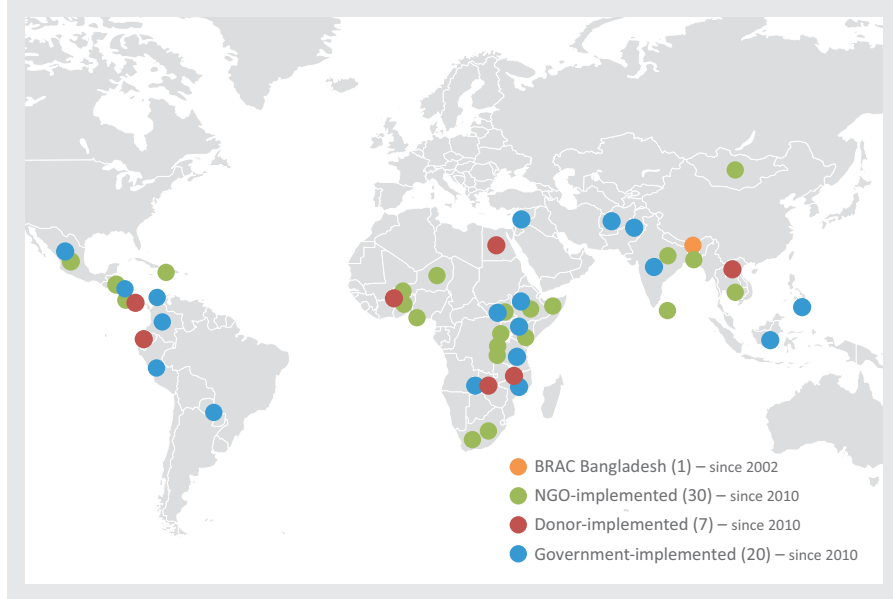 BRAC Bangladesh (1) – since 2002
NGO-implemented (30) – since 2010
Donor-implemented (7) – since 2010
Government-implemented (20) – since 2010